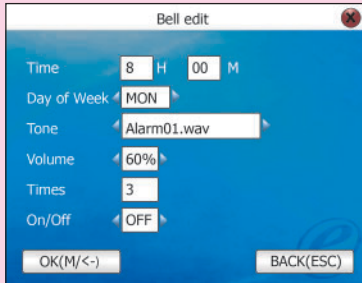 Bell edit
Time 8 H 00 M
Day of Week MON
Tone Alarm01.wav
Volume 60%
Times 3
On/Off OFF
OK(M/<-) BACK(ESC)